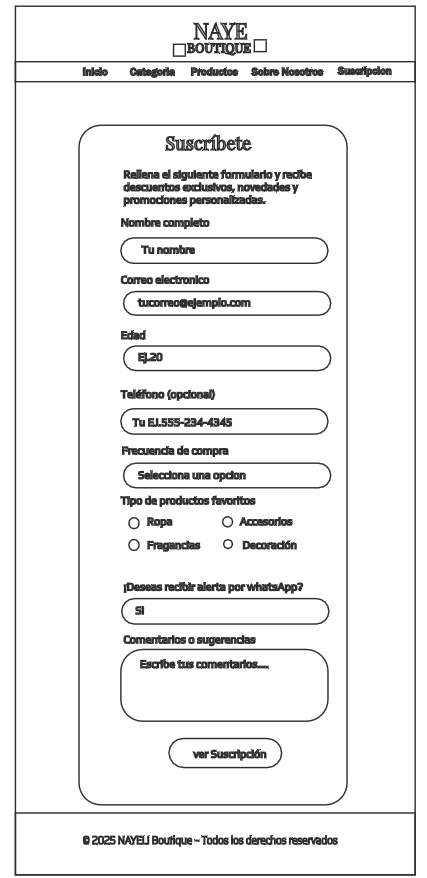 NAYE
BOUTIQUE
Inicio Categoria Productos Sobre Nosotros Suscripcion
Suscríbete
Rellena el siguiente formulario y recibe
descuentos exclusivos, novedades y
promociones personalizadas.
Nombre completo
Tu nombre
Correo electronico
tucorreo@ejemplo.com
Edad
Ej.20
Teléfono (opcional)
Tu EJ.555-234-4345
Frecuencia de compra
Selecciona una opcion
Tipo de productos favoritos
Ropa Accesorios
Fragancias Decoración
¡Deseas recibir alerta por whatsApp?
Si
Comentarios o sugerencias
Escribe tus comentarios....
ver Suscripción
© 2025 NAYELI Boutique – Todos los derechos reservados